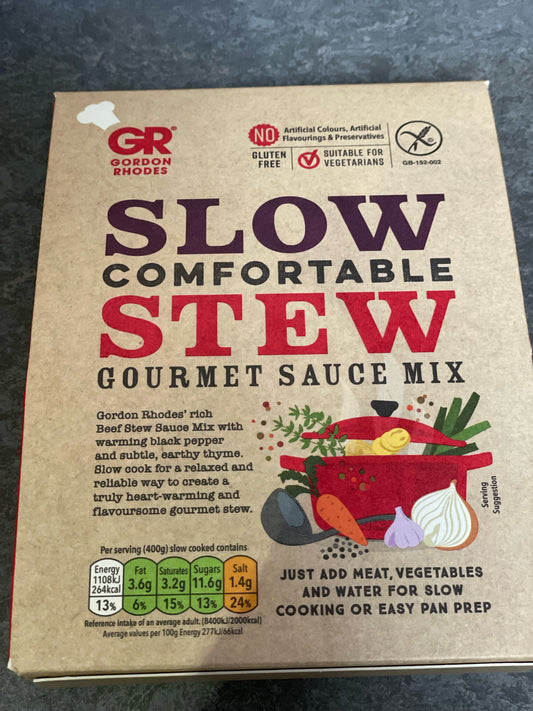 GR®
GORDON
RHODES
NO Artificial Colours, Artificial
Flavourings & Preservatives
GLUTEN
FREE
SUITABLE FOR
VEGETARIANS
GB-152-002
SLOW
COMFORTABLE
STEW
GOURMET SAUCE MIX
Gordon Rhodes' rich
Beef Stew Sauce Mix with
warming black pepper
and subtle, earthy thyme.
Slow cook for a relaxed and
reliable way to create a
truly heart-warming and
flavoursome gourmet stew.
Serving
Suggestion
Per serving (400g) slow cooked contains
Energy Fat Saturates Sugars Salt
1108kJ
264kcal 3.6g 3.2g 11.6g 1.4g
13% 6% 15% 13% 24%
Reference intake of an average adult. (8400kJ/2000kcal)
Average values per 100g Energy 277kJ/66kcal
JUST ADD MEAT, VEGETABLES
AND WATER FOR SLOW
COOKING OR EASY PAN PREP